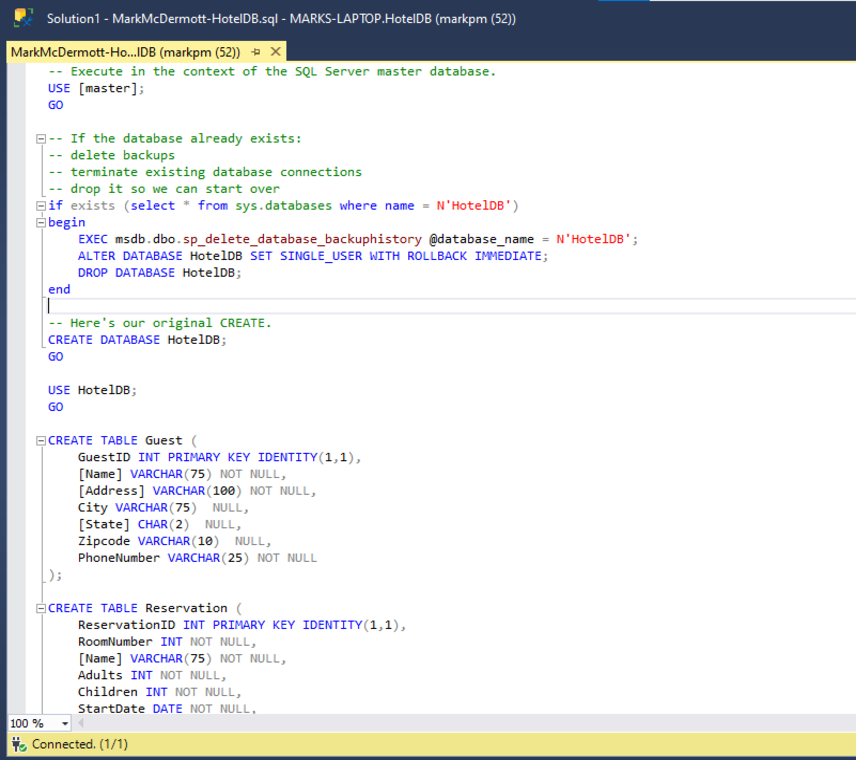 Solution1 - MarkMcDermott-HotelDB.sql - MARKS-LAPTOP.HotelDB (markpm (52))
MarkMcDermott-Ho...lDB (markpm (52))
-- Execute in the context of the SQL Server master database.
USE [master];
GO
-- If the database already exists:
-- delete backups
-- terminate existing database connections
-- drop it so we can start over
if exists (select * from sys.databases where name = N'HotelDB')
begin
EXEC msdb.dbo.sp_delete_database_backuphistory @database_name = N'HotelDB';
ALTER DATABASE HotelDB SET SINGLE_USER WITH ROLLBACK IMMEDIATE;
DROP DATABASE HotelDB;
end
-- Here's our original CREATE.
CREATE DATABASE HotelDB;
GO
USE HotelDB;
GO
CREATE TABLE Guest (
GuestID INT PRIMARY KEY IDENTITY(1,1),
[Name] VARCHAR(75) NOT NULL,
[Address] VARCHAR(100) NOT NULL,
City VARCHAR(75)  NULL,
[State] CHAR(2)  NULL,
Zipcode VARCHAR(10)  NULL,
PhoneNumber VARCHAR(25) NOT NULL
);
CREATE TABLE Reservation (
ReservationID INT PRIMARY KEY IDENTITY(1,1),
RoomNumber INT NOT NULL,
[Name] VARCHAR(75) NOT NULL,
Adults INT NOT NULL,
Children INT NOT NULL,
StartDate DATE NOT NULL,
100 %
Connected. (1/1)